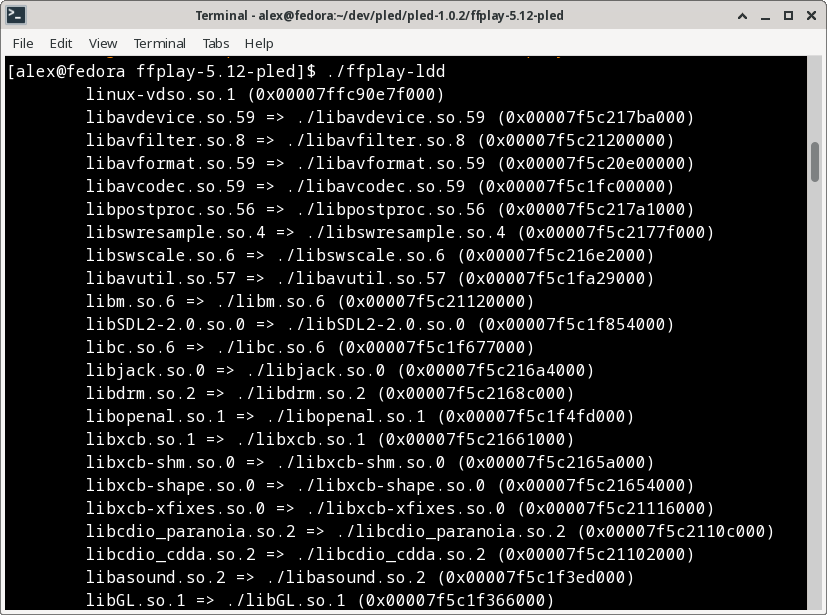 Terminal - alex@fedora:~/dev/pled/pled-1.0.2/ffplay-5.12-pled
File Edit View Terminal Tabs Help
[alex@fedora ffplay-5.12-pled]$ ./ffplay-ldd
linux-vdso.so.1 (0x00007ffc90e7f000)
libavdevice.so.59 => ./libavdevice.so.59 (0x00007f5c217ba000)
libavfilter.so.8 => ./libavfilter.so.8 (0x00007f5c21200000)
libavformat.so.59 => ./libavformat.so.59 (0x00007f5c20e00000)
libavcodec.so.59 => ./libavcodec.so.59 (0x00007f5c1fc00000)
libpostproc.so.56 => ./libpostproc.so.56 (0x00007f5c217a1000)
libswresample.so.4 => ./libswresample.so.4 (0x00007f5c2177f000)
libswscale.so.6 => ./libswscale.so.6 (0x00007f5c216e2000)
libavutil.so.57 => ./libavutil.so.57 (0x00007f5c1fa29000)
libm.so.6 => ./libm.so.6 (0x00007f5c21120000)
libSDL2-2.0.so.0 => ./libSDL2-2.0.so.0 (0x00007f5c1f854000)
libc.so.6 => ./libc.so.6 (0x00007f5c1f677000)
libjack.so.0 => ./libjack.so.0 (0x00007f5c216a4000)
libdrm.so.2 => ./libdrm.so.2 (0x00007f5c2168c000)
libopenal.so.1 => ./libopenal.so.1 (0x00007f5c1f4fd000)
libxcb.so.1 => ./libxcb.so.1 (0x00007f5c21661000)
libxcb-shm.so.0 => ./libxcb-shm.so.0 (0x00007f5c2165a000)
libxcb-shape.so.0 => ./libxcb-shape.so.0 (0x00007f5c21654000)
libxcb-xfixes.so.0 => ./libxcb-xfixes.so.0 (0x00007f5c21116000)
libcdio_paranoia.so.2 => ./libcdio_paranoia.so.2 (0x00007f5c2110c000)
libcdio_cdda.so.2 => ./libcdio_cdda.so.2 (0x00007f5c21102000)
libasound.so.2 => ./libasound.so.2 (0x00007f5c1f3ed000)
libGL.so.1 => ./libGL.so.1 (0x00007f5c1f366000)